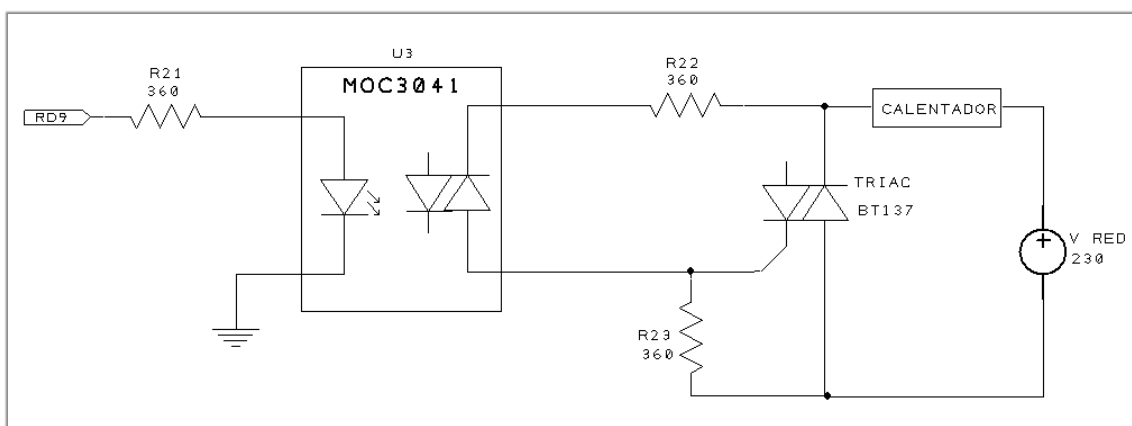 U3
MOC3041
R21
360
RD9
R22
360
CALENTADOR
TRIAC
BT137
V RED
230
R23
360